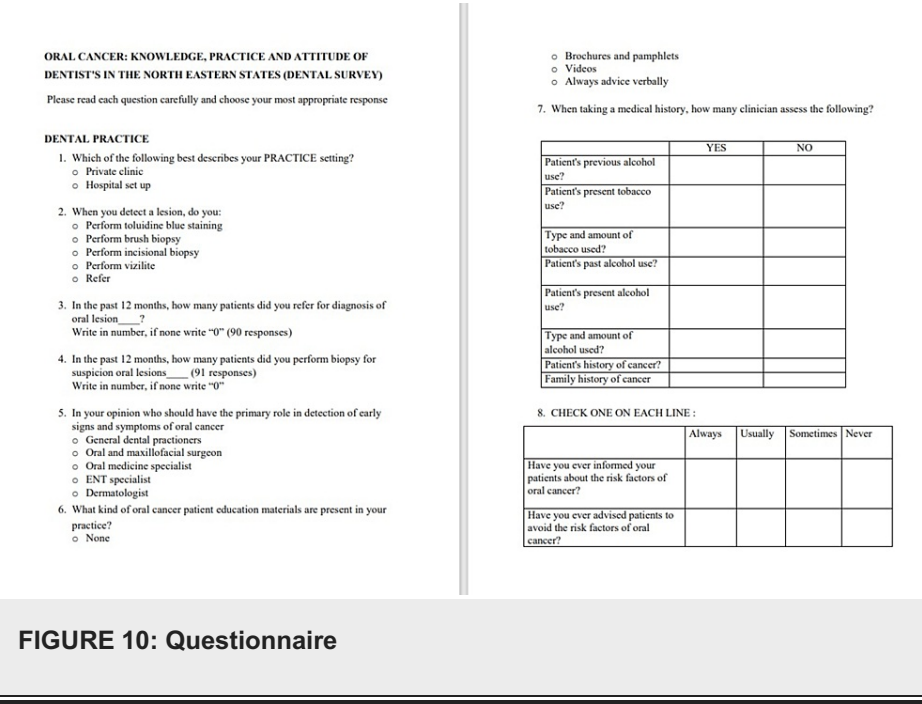 ORAL CANCER: KNOWLEDGE, PRACTICE AND ATTITUDE OF
DENTIST'S IN THE NORTH EASTERN STATES (DENTAL SURVEY)
Please read each question carefully and choose your most appropriate response
DENTAL PRACTICE
1. Which of the following best describes your PRACTICE setting?
o Private clinic
o Hospital set up
2. When you detect a lesion, do you:
o Perform toluidine blue staining
o Perform brush biopsy
o Perform incisional biopsy
o Perform vizilite
o Refer
3. In the past 12 months, how many patients did you refer for diagnosis of
oral lesion____?
Write in number, if none write “0” (90 responses)
4. In the past 12 months, how many patients did you perform biopsy for
suspicion oral lesions____ (91 responses)
Write in number, if none write “0”
5. In your opinion who should have the primary role in detection of early
signs and symptoms of oral cancer
o General dental practioners
o Oral and maxillofacial surgeon
o Oral medicine specialist
o ENT specialist
o Dermatologist
6. What kind of oral cancer patient education materials are present in your
practice?
o None
o Brochures and pamphlets
o Videos
o Always advice verbally
7. When taking a medical history, how many clinician assess the following?
YES NO
Patient's previous alcohol
use?
Patient's present tobacco
use?
Type and amount of
tobacco used?
Patient's past alcohol use?
Patient's present alcohol
use?
Type and amount of
alcohol used?
Patient's history of cancer?
Family history of cancer
8. CHECK ONE ON EACH LINE :
Always Usually Sometimes Never
Have you ever informed your
patients about the risk factors of
oral cancer?
Have you ever advised patients to
avoid the risk factors of oral
cancer?
FIGURE 10: Questionnaire